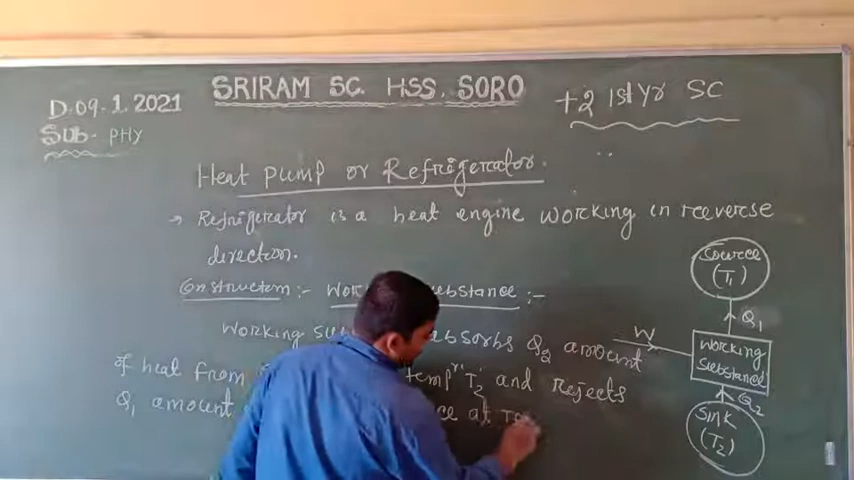 D.09-1.2021
SRIRAM SC. HSS. SORO
+2 1st Yr SC
Sub- PHY
Heat Pump or Refrigerator.
→ Refrigerator is a heat engine working in reverse
direction.
Construction :- substance :-
Working absorbs Q2 amount
of heat from temp "T2 and rejects
Q1 amount at
Source
(T1)
Q1
W
Working
Substance
Q2
Sink
(T2)